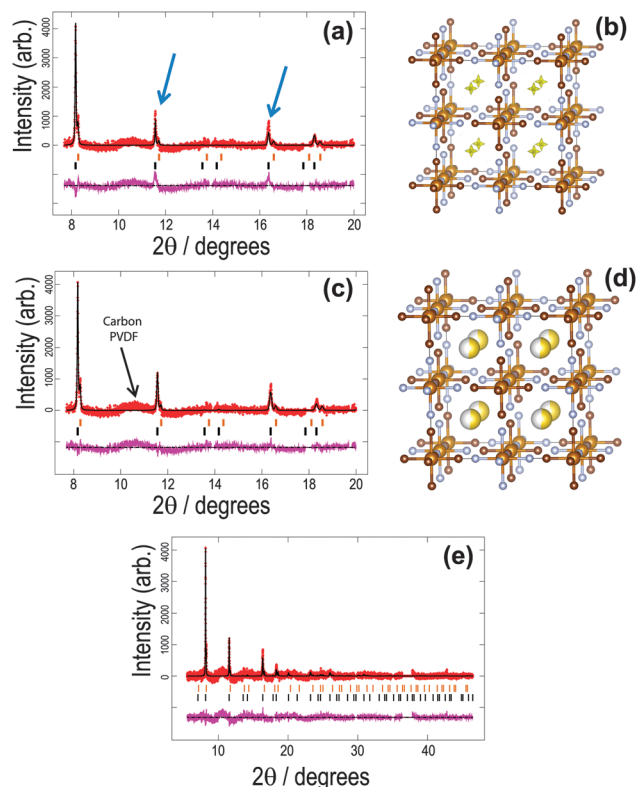 (a)
Intensity (arb.)
4000
3000
2000
1000
0
8 10 12 14 16 18 20
2θ / degrees
(b)
(c)
Intensity (arb.)
4000
3000
2000
1000
0
Carbon
PVDF
8 10 12 14 16 18 20
2θ / degrees
(d)
(e)
Intensity (arb.)
4000
3000
2000
1000
0
10 20 30 40
2θ / degrees